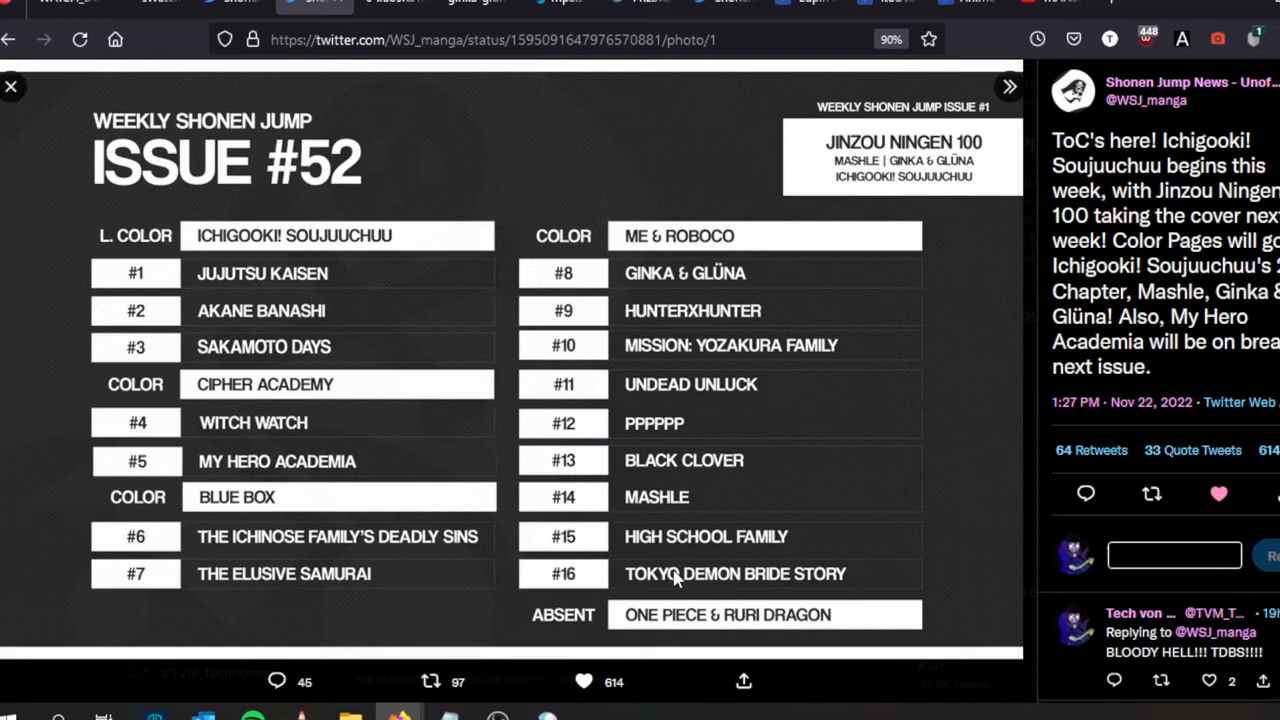 https://twitter.com/WSJ_manga/status/1595091647976570881/photo/1
90%
448
1
WEEKLY SHONEN JUMP
ISSUE #52
WEEKLY SHONEN JUMP ISSUE #1
JINZOU NINGEN 100
MASHLE | GINKA & GLÜNA
ICHIGOOKI! SOUJUUCHUU
L. COLOR ICHIGOOKI! SOUJUUCHUU
#1 JUJUTSU KAISEN
#2 AKANE BANASHI
#3 SAKAMOTO DAYS
COLOR CIPHER ACADEMY
#4 WITCH WATCH
#5 MY HERO ACADEMIA
COLOR BLUE BOX
#6 THE ICHINOSE FAMILY'S DEADLY SINS
#7 THE ELUSIVE SAMURAI
COLOR ME & ROBOCO
#8 GINKA & GLÜNA
#9 HUNTERXHUNTER
#10 MISSION: YOZAKURA FAMILY
#11 UNDEAD UNLUCK
#12 PPPPPP
#13 BLACK CLOVER
#14 MASHLE
#15 HIGH SCHOOL FAMILY
#16 TOKYO DEMON BRIDE STORY
ABSENT ONE PIECE & RURI DRAGON
45
97
614
Shonen Jump News - Unof...
@WSJ_manga
ToC's here! Ichigooki!
Soujuuchuu begins this
week, with Jinzou Ningen
100 taking the cover next
week! Color Pages will go
Ichigooki! Soujuuchuu's
Chapter, Mashle, Ginka &
Glüna! Also, My Hero
Academia will be on brea
next issue.
1:27 PM · Nov 22, 2022 · Twitter Web
64 Retweets 33 Quote Tweets 614
Re
Tech von ... @TVM_T... · 19h
Replying to @WSJ_manga
BLOODY HELL!!! TDBS!!!!
2